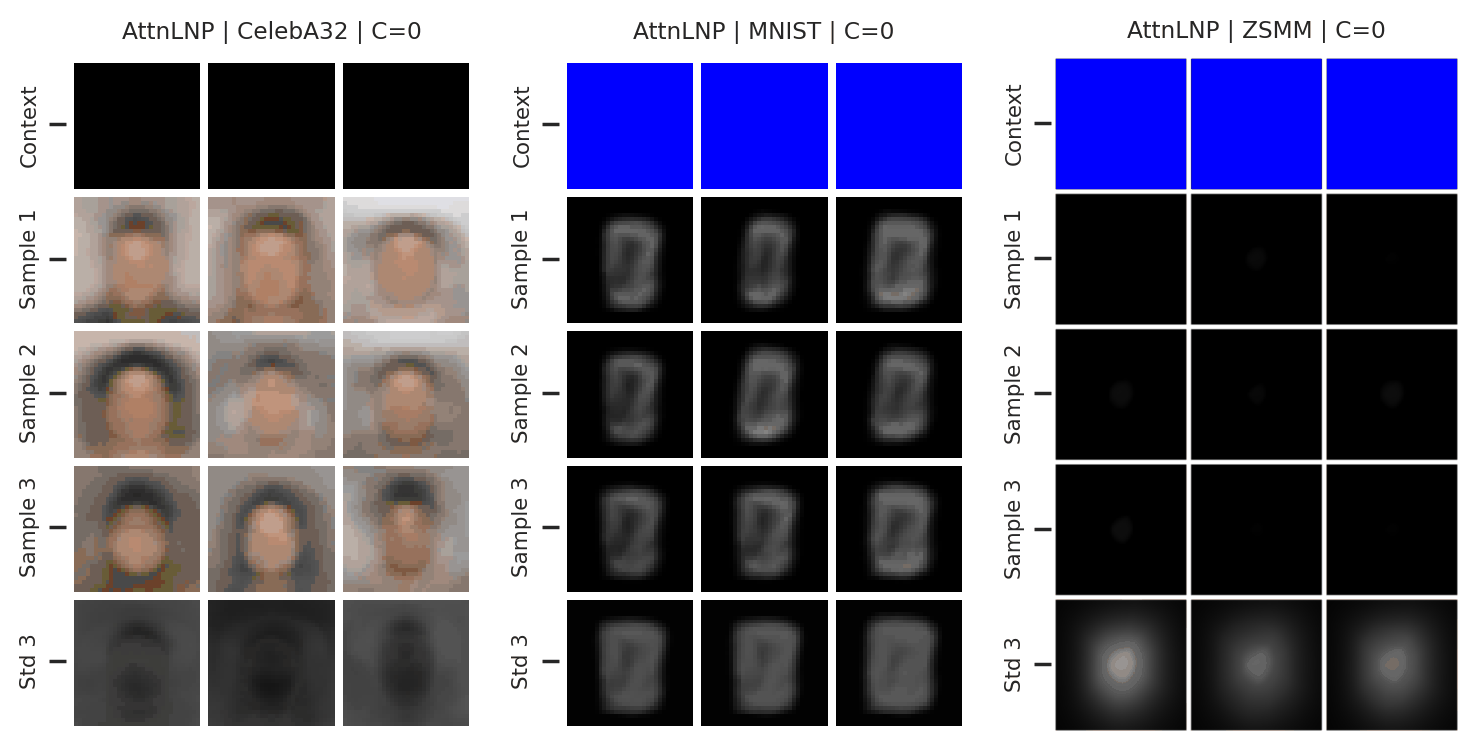 AttnLNP | CelebA32 | C=0
Context
Sample 1
Sample 2
Sample 3
Std 3
AttnLNP | MNIST | C=0
Context
Sample 1
Sample 2
Sample 3
Std 3
AttnLNP | ZSMM | C=0
Context
Sample 1
Sample 2
Sample 3
Std 3